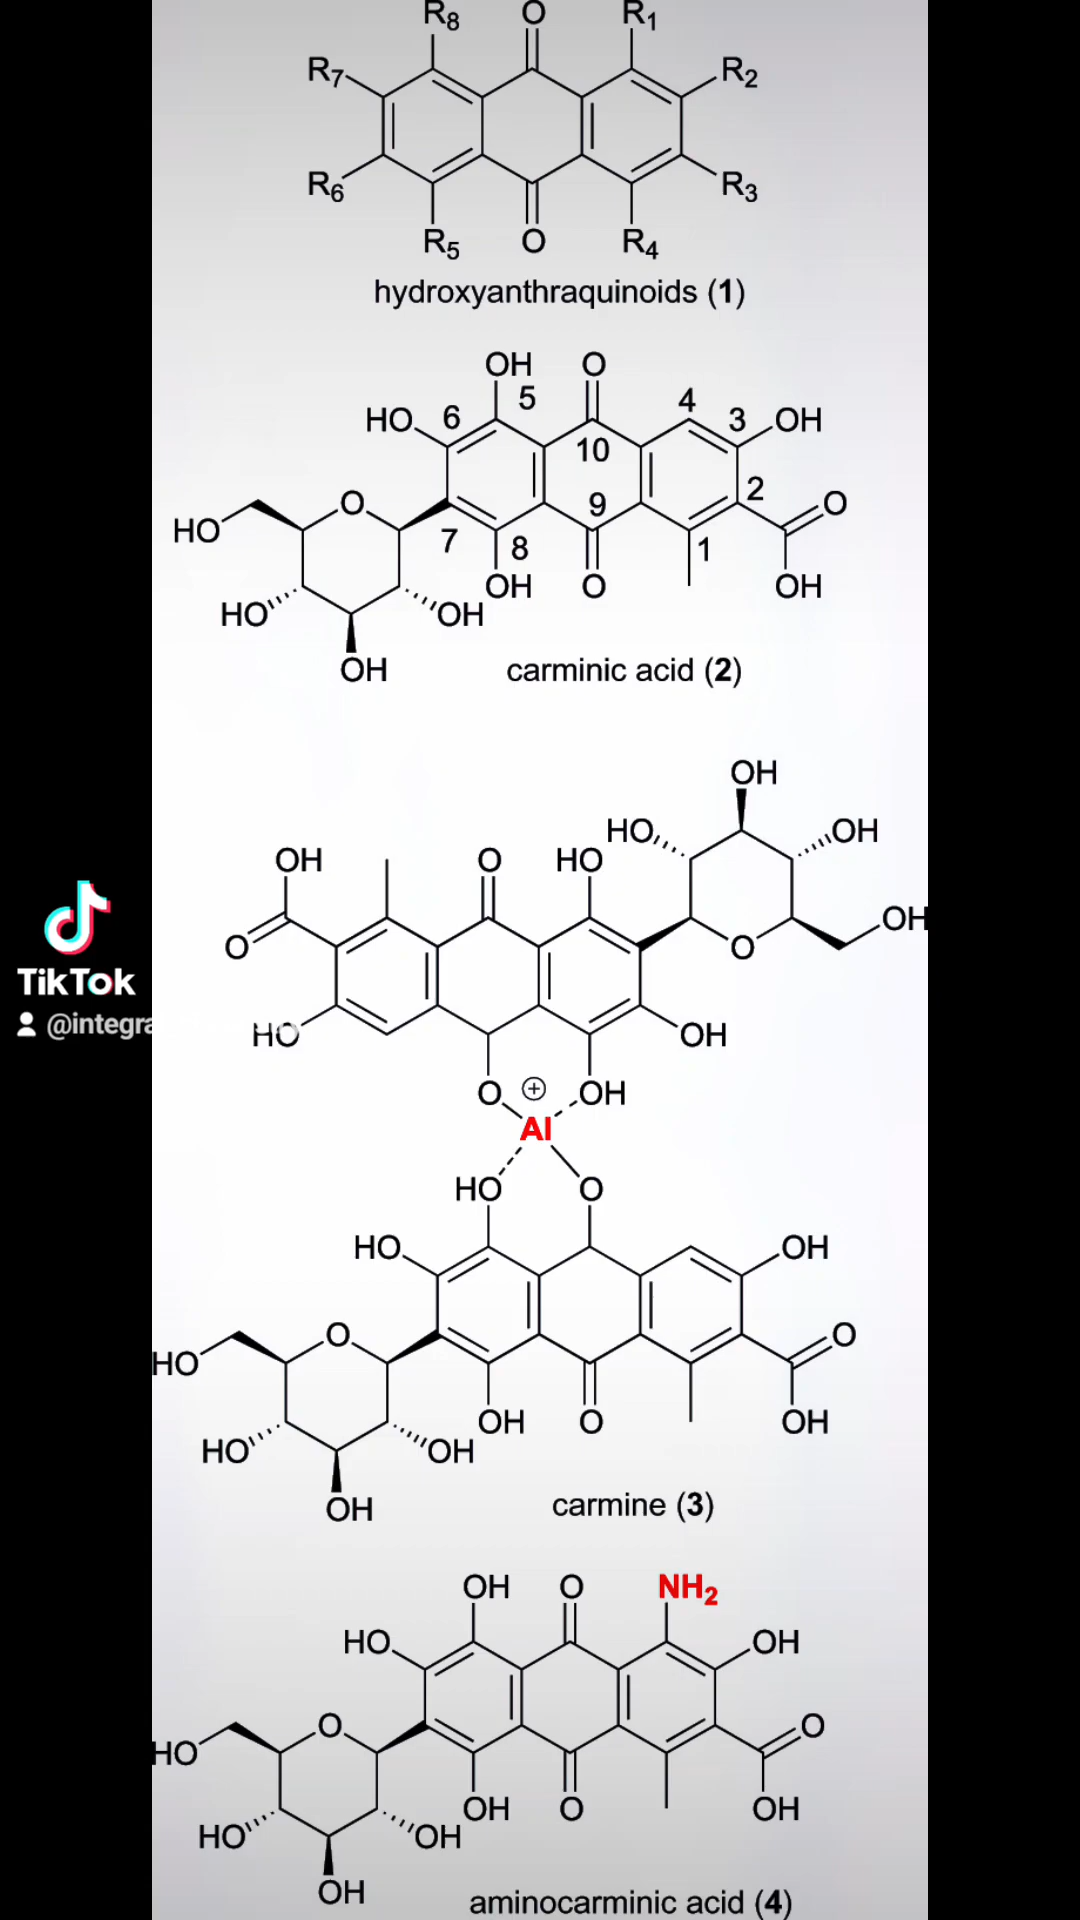 R8 O R1
R7 R2
R6 R3
R5 O R4
hydroxyanthraquinoids (1)
OH O
HO 6 5 10 4 3 OH
O 9 2 O
HO 7 8 1
HO OH OH O OH
OH
carminic acid (2)
OH
HO OH
OH O HO
O O OH
HO OH
O ⊕ OH
Al
HO O
HO OH
O O
HO
HO OH OH O OH
OH
carmine (3)
OH O NH2
HO OH
O O
HO
HO OH OH O OH
OH
aminocarminic acid (4)
TikTok
@integra